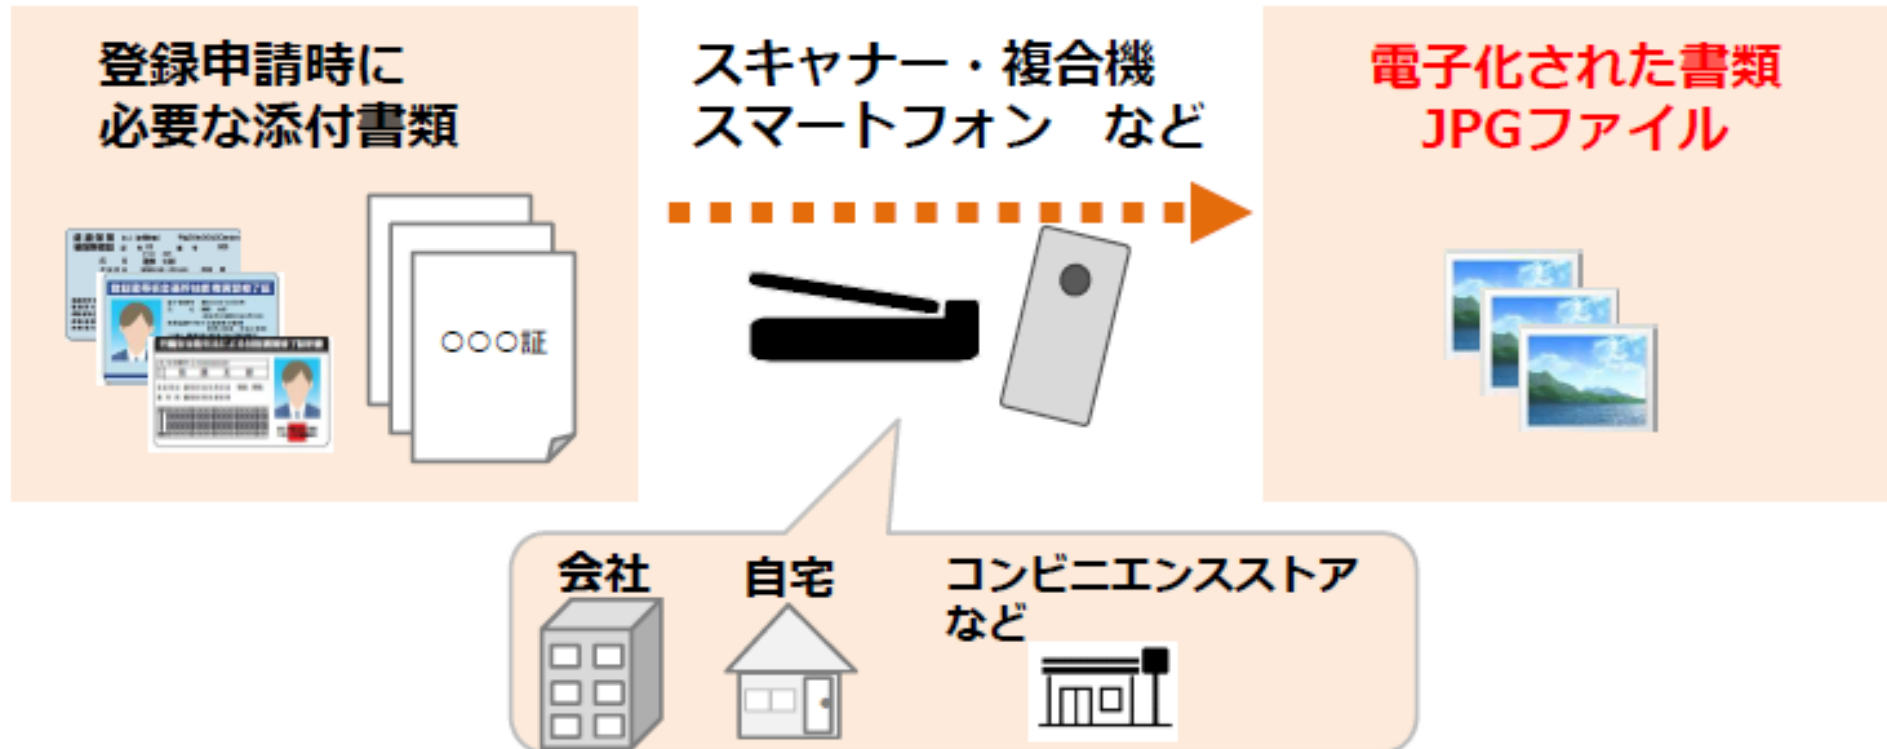 登録申請時に
必要な添付書類
スキャナー・複合機
スマートフォン　など
電子化された書類
JPGファイル
○○○証
会社
自宅
コンビニエンスストア
など